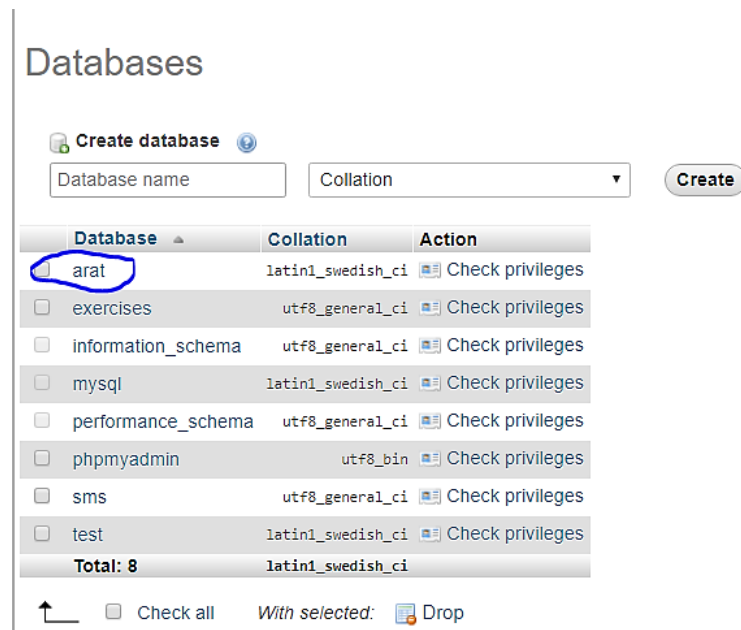 Databases
Create database
Database name Collation Create
Database Collation Action
arat latin1_swedish_ci Check privileges
exercises utf8_general_ci Check privileges
information_schema utf8_general_ci Check privileges
mysql latin1_swedish_ci Check privileges
performance_schema utf8_general_ci Check privileges
phpmyadmin utf8_bin Check privileges
sms utf8_general_ci Check privileges
test latin1_swedish_ci Check privileges
Total: 8 latin1_swedish_ci
Check all With selected: Drop